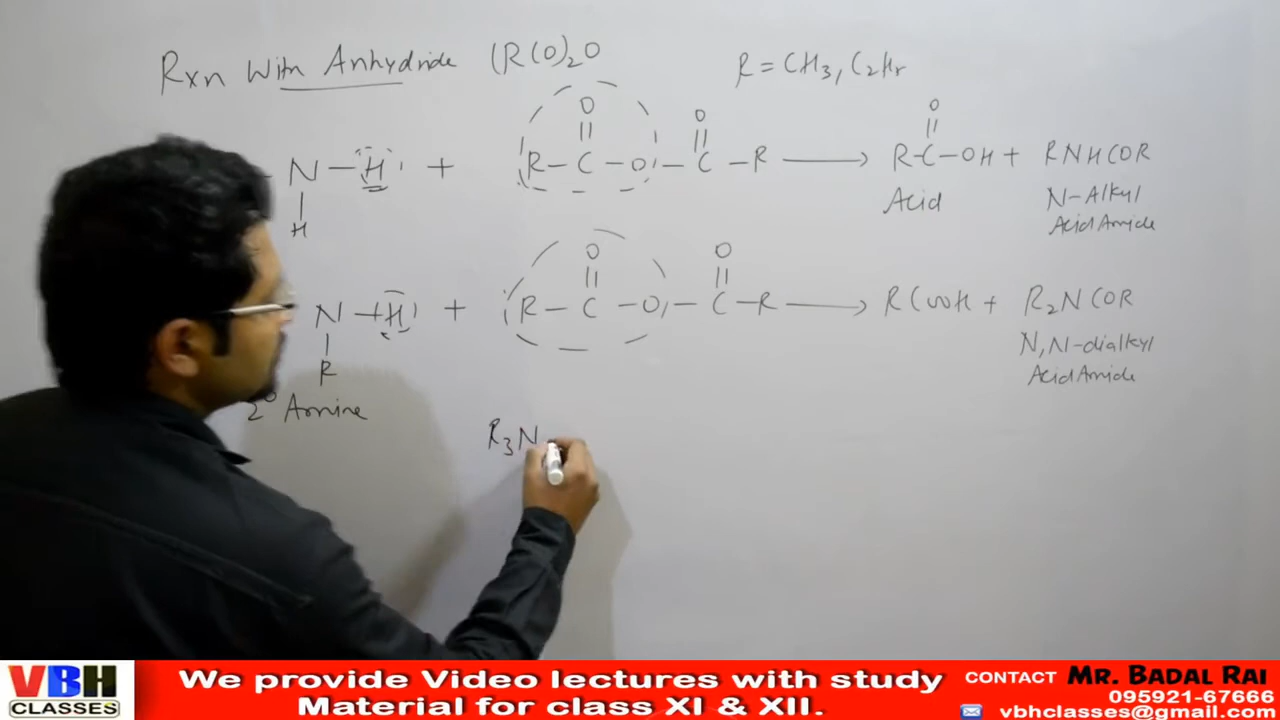 Rxn With Anhydride (R(O)2O
R = CH3, C2H5
O O O
|| || ||
N — H + R — C — O — C — R → R-C-OH + RNHCOR
| Acid N-Alkyl
H Acid Amide
O O
|| ||
N — H + R — C — O — C — R → RCOOH + R2NCOR
| N,N-dialkyl
R Acid Amide
2° Amine
R3N
VBH CLASSES
We provide Video lectures with study
Material for class XI & XII.
CONTACT MR. BADAL RAI
095921-67666
vbhclasses@gmail.com